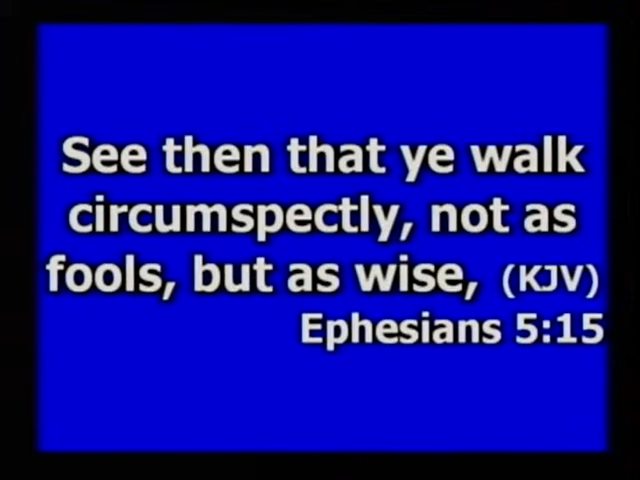 See then that ye walk
circumspectly, not as
fools, but as wise, (KJV)
Ephesians 5:15